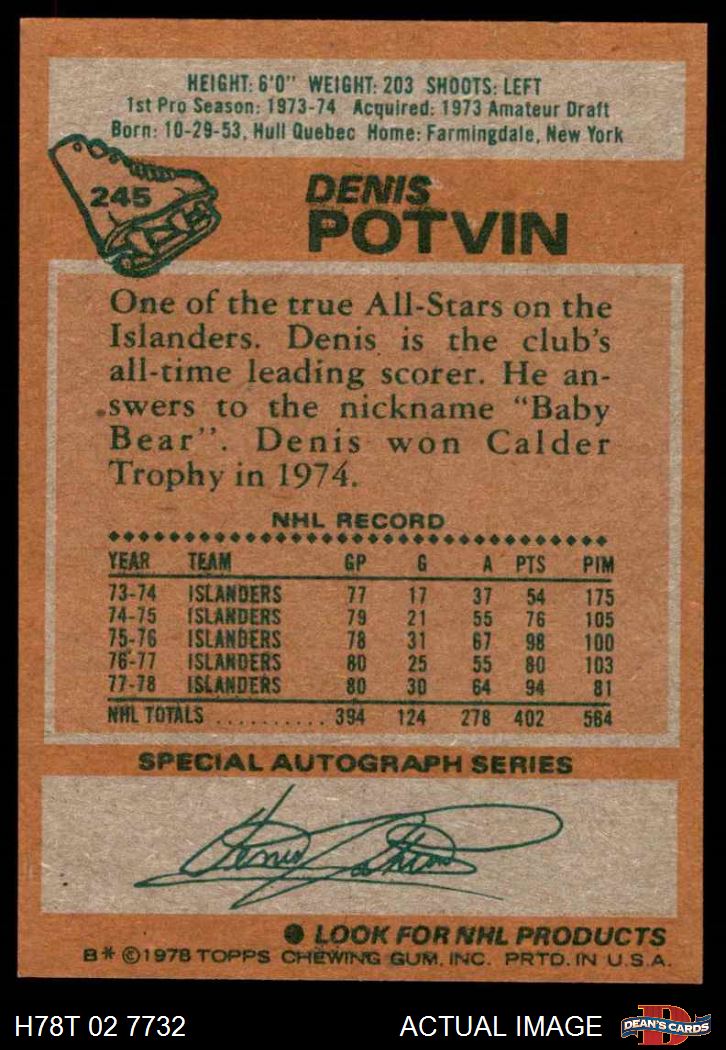 HEIGHT: 6'0" WEIGHT: 203 SHOOTS: LEFT
1st Pro Season: 1973-74 Acquired: 1973 Amateur Draft
Born: 10-29-53, Hull Quebec Home: Farmingdale, New York
245
DENIS
POTVIN
One of the true All-Stars on the
Islanders. Denis is the club's
all-time leading scorer. He an-
swers to the nickname "Baby
Bear". Denis won Calder
Trophy in 1974.
NHL RECORD
YEAR TEAM GP G A PTS PIM
73-74 ISLANDERS 77 17 37 54 175
74-75 ISLANDERS 79 21 55 76 105
75-76 ISLANDERS 78 31 67 98 100
76-77 ISLANDERS 80 25 55 80 103
77-78 ISLANDERS 80 30 64 94 81
NHL TOTALS .......... 394 124 278 402 564
SPECIAL AUTOGRAPH SERIES
Denis Potvin
LOOK FOR NHL PRODUCTS
B* ©1978 TOPPS CHEWING GUM, INC. PRTD. IN U.S.A.
H78T 02 7732 ACTUAL IMAGE
D
DEAN'S CARDS